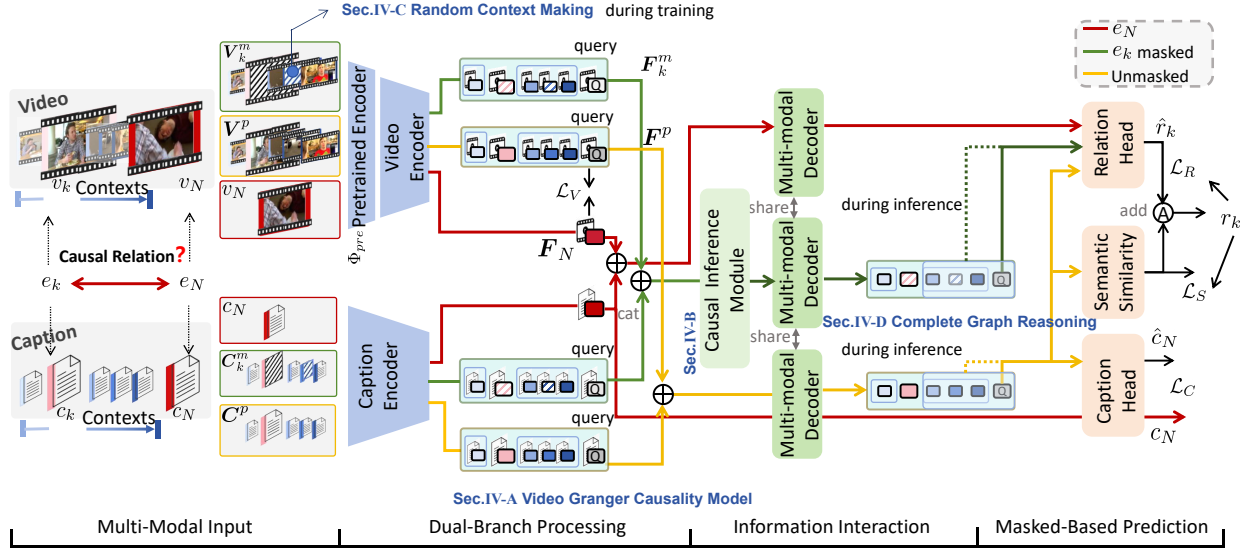 Sec.IV-C Random Context Making during training
e_N
e_k masked
Unmasked
Video
v_k Contexts v_N
Causal Relation?
e_k e_N
Caption
c_k Contexts c_N
V_k^m
V^p
v_N
c_N
C_k^m
C^p
Φ_pre Pretrained Encoder
Video Encoder
Caption Encoder
query
F_k^m
query
F^p
L_V
F_N
cat
query
query
Sec.IV-B
Causal Inference Module
Multi-modal Decoder
share
Multi-modal Decoder
share
Multi-modal Decoder
during inference
Q
Sec.IV-D Complete Graph Reasoning
during inference
Q
Relation Head
r̂_k
L_R
add
A
r_k
Semantic Similarity
L_S
Caption Head
ĉ_N
L_C
c_N
Q
Q
Q
Q
Sec.IV-A Video Granger Causality Model
Multi-Modal Input
Dual-Branch Processing
Information Interaction
Masked-Based Prediction